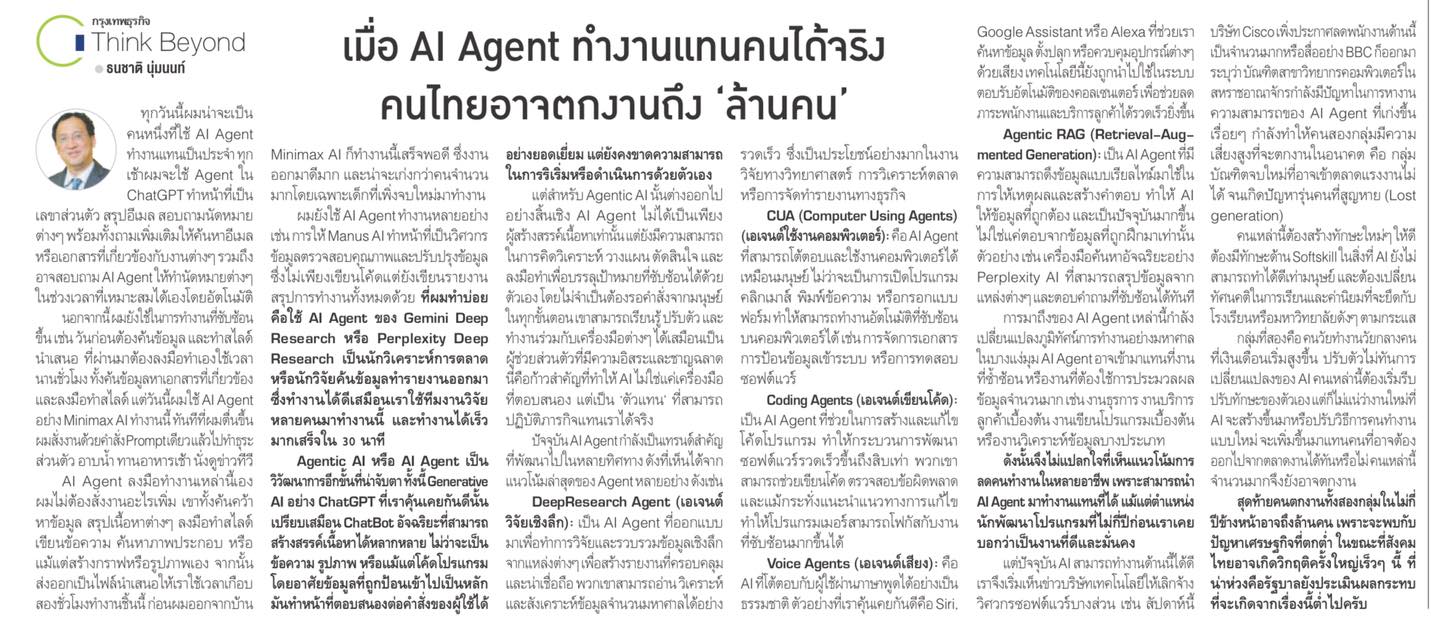 กรุงเทพธุรกิจ
Think Beyond
ธนชาติ นุ่มนนท์
เมื่อ AI Agent ทำงานแทนคนได้จริง
คนไทยอาจตกงานถึง ‘ล้านคน’
ทุกวันนี้ผมน่าจะเป็น
คนหนึ่งที่ใช้ AI Agent
ทำงานแทนเป็นประจำ ทุก
เช้าผมจะใช้ Agent ใน
ChatGPT ทำหน้าที่เป็น
เลขาส่วนตัว สรุปอีเมล สอบถามนัดหมาย
ต่างๆ พร้อมทั้งถามเพิ่มเติมให้ค้นหาอีเมล
หรือเอกสารที่เกี่ยวข้องกับงานต่างๆ รวมถึง
อาจสอบถาม AI Agent ให้ทำนัดหมายต่างๆ
ในช่วงเวลาที่เหมาะสมได้เองโดยอัตโนมัติ
นอกจากนี้ ผมยังใช้ในการทำงานที่ซับซ้อน
ขึ้น เช่น วันก่อนต้องค้นข้อมูล และทำสไลด์
นำเสนอ ที่ผ่านมาต้องลงมือทำเองใช้เวลา
นานชั่วโมง ทั้งค้นข้อมูลหาเอกสารที่เกี่ยวข้อง
และลงมือทำสไลด์ แต่วันนี้ผมใช้ AI Agent
อย่าง Minimax AI ทำงานนี้ ทันทีที่ผมตื่นขึ้น
ผมสั่งงานด้วยคำสั่ง Prompt เดียวแล้วไปทำธุระ
ส่วนตัว อาบน้ำ ทานอาหารเช้า นั่งดูข่าวทีวี
AI Agent ลงมือทำงานเหล่านี้เอง
ผมไม่ต้องสั่งงานอะไรเพิ่ม เขาทั้งค้นคว้า
หาข้อมูล สรุปเนื้อหาต่างๆ ลงมือทำสไลด์
เขียนข้อความ ค้นหาภาพประกอบ หรือ
แม้แต่สร้างกราฟหรือรูปภาพเอง จากนั้น
ส่งออกเป็นไฟล์นำเสนอให้เราใช้เวลาเกือบ
สองชั่วโมงทำงานชิ้นนี้ ก่อนผมออกจากบ้าน
Minimax AI ก็ทำงานนี้เสร็จพอดี ซึ่งงาน
ออกมาดีมาก และน่าจะเก่งกว่าคนจำนวน
มากโดยเฉพาะเด็กที่เพิ่งจบใหม่มาทำงาน
ผมยังใช้ AI Agent ทำงานหลายอย่าง
เช่น การให้ Manus AI ทำหน้าที่เป็นวิศวกร
ข้อมูลตรวจสอบคุณภาพและปรับปรุงข้อมูล
ซึ่งไม่เพียงเขียนโค้ดแต่ยังเขียนรายงาน
สรุปการทำงานทั้งหมดด้วย ที่ผมทำบ่อย
คือใช้ AI Agent ของ Gemini Deep
Research หรือ Perplexity Deep
Research เป็นนักวิเคราะห์การตลาด
หรือนักวิจัยค้นข้อมูลทำรายงานออกมา
ซึ่งทำงานได้ดีเสมือนเราใช้ทีมงานวิจัย
หลายคนมาทำงานนี้ และทำงานได้เร็ว
มากเสร็จใน 30 นาที
Agentic AI หรือ AI Agent เป็น
วิวัฒนาการอีกขั้นที่น่าจับตา ทั้งนี้ Generative
AI อย่าง ChatGPT ที่เราคุ้นเคยกันดีนั้น
เปรียบเสมือน ChatBot อัจฉริยะที่สามารถ
สร้างสรรค์เนื้อหาได้หลากหลาย ไม่ว่าจะเป็น
ข้อความ รูปภาพ หรือแม้แต่โค้ดโปรแกรม
โดยอาศัยข้อมูลที่ถูกป้อนเข้าไปเป็นหลัก
มันทำหน้าที่ตอบสนองต่อคำสั่งของผู้ใช้ได้
อย่างยอดเยี่ยม แต่ยังคงขาดความสามารถ
ในการริเริ่มหรือดำเนินการด้วยตัวเอง
แต่สำหรับ Agentic AI นั้นต่างออกไป
อย่างสิ้นเชิง AI Agent ไม่ได้เป็นเพียง
ผู้สร้างสรรค์เนื้อหาเท่านั้น แต่ยังมีความสามารถ
ในการคิดวิเคราะห์ วางแผน ตัดสินใจ และ
ลงมือทำเพื่อบรรลุเป้าหมายที่ซับซ้อนได้ด้วย
ตัวเอง โดยไม่จำเป็นต้องรอคำสั่งจากมนุษย์
ในทุกขั้นตอน เขาสามารถเรียนรู้ ปรับตัว และ
ทำงานร่วมกับเครื่องมือต่างๆ ได้เสมือนเป็น
ผู้ช่วยส่วนตัวที่มีความอิสระและชาญฉลาด
นี่คือก้าวสำคัญที่ทำให้ AI ไม่ใช่แค่เครื่องมือ
ที่ตอบสนอง แต่เป็น ‘ตัวแทน’ ที่สามารถ
ปฏิบัติภารกิจแทนเราได้จริง
ปัจจุบัน AI Agent กำลังเป็นเทรนด์สำคัญ
ที่พัฒนาไปในหลายทิศทาง ดังที่เห็นได้จาก
แนวโน้มล่าสุดของ Agent หลายอย่าง ดังเช่น
DeepResearch Agent (เอเจนต์
วิจัยเชิงลึก): เป็น AI Agent ที่ออกแบบ
มาเพื่อทำการวิจัยและรวบรวมข้อมูลเชิงลึก
จากแหล่งต่างๆ เพื่อสร้างรายงานที่ครอบคลุม
และน่าเชื่อถือ พวกเขาสามารถอ่าน วิเคราะห์
และสังเคราะห์ข้อมูลจำนวนมหาศาลได้อย่าง
รวดเร็ว ซึ่งเป็นประโยชน์อย่างมากในงาน
วิจัยทางวิทยาศาสตร์ การวิเคราะห์ตลาด
หรือการจัดทำรายงานทางธุรกิจ
CUA (Computer Using Agents)
(เอเจนต์ใช้งานคอมพิวเตอร์): คือ AI Agent
ที่สามารถโต้ตอบและใช้งานคอมพิวเตอร์ได้
เหมือนมนุษย์ ไม่ว่าจะเป็นการเปิดโปรแกรม
คลิกเมาส์ พิมพ์ข้อความ หรือกรอกแบบ
ฟอร์ม ทำให้สามารถทำงานอัตโนมัติที่ซับซ้อน
บนคอมพิวเตอร์ได้ เช่น การจัดการเอกสาร
การป้อนข้อมูลเข้าระบบ หรือการทดสอบ
ซอฟต์แวร์
Coding Agents (เอเจนต์เขียนโค้ด):
เป็น AI Agent ที่ช่วยในการสร้างและแก้ไข
โค้ดโปรแกรม ทำให้กระบวนการพัฒนา
ซอฟต์แวร์รวดเร็วขึ้นถึงสิบเท่า พวกเขา
สามารถช่วยเขียนโค้ด ตรวจสอบข้อผิดพลาด
และแม้กระทั่งแนะนำแนวทางการแก้ไข
ทำให้โปรแกรมเมอร์สามารถโฟกัสกับงาน
ที่ซับซ้อนมากขึ้นได้
Voice Agents (เอเจนต์เสียง): คือ
AI ที่โต้ตอบกับผู้ใช้ผ่านภาษาพูดได้อย่างเป็น
ธรรมชาติ ตัวอย่างที่เราคุ้นเคยกันดีคือ Siri,
Google Assistant หรือ Alexa ที่ช่วยเรา
ค้นหาข้อมูล ตั้งปลุก หรือควบคุมอุปกรณ์ต่างๆ
ด้วยเสียง เทคโนโลยีนี้ยังถูกนำไปใช้ในระบบ
ตอบรับอัตโนมัติของคอลเซนเตอร์ เพื่อช่วยลด
ภาระพนักงานและบริการลูกค้าได้รวดเร็วยิ่งขึ้น
Agentic RAG (Retrieval-Aug-
mented Generation): เป็น AI Agent ที่มี
ความสามารถดึงข้อมูลแบบเรียลไทม์มาใช้ใน
การให้เหตุผลและสร้างคำตอบ ทำให้ AI
ให้ข้อมูลที่ถูกต้อง และเป็นปัจจุบันมากขึ้น
ไม่ใช่แค่ตอบจากข้อมูลที่ถูกฝึกมาเท่านั้น
ตัวอย่าง เช่น เครื่องมือค้นหาอัจฉริยะอย่าง
Perplexity AI ที่สามารถสรุปข้อมูลจาก
แหล่งต่างๆ และตอบคำถามที่ซับซ้อนได้ทันที
การมาถึงของ AI Agent เหล่านี้กำลัง
เปลี่ยนแปลงภูมิทัศน์การทำงานอย่างมหาศาล
ในบางแง่มุม AI Agent อาจเข้ามาแทนที่งาน
ที่ซ้ำซ้อน หรืองานที่ต้องใช้การประมวลผล
ข้อมูลจำนวนมาก เช่น งานธุรการ งานบริการ
ลูกค้าเบื้องต้น งานเขียนโปรแกรมเบื้องต้น
หรืองานวิเคราะห์ข้อมูลบางประเภท
ดังนั้นจึงไม่แปลกใจที่เห็นแนวโน้มการ
ลดคนทำงานในหลายอาชีพ เพราะสามารถนำ
AI Agent มาทำงานแทนที่ได้ แม้แต่ตำแหน่ง
นักพัฒนาโปรแกรมที่ไม่กี่ปีก่อนเราเคย
บอกว่าเป็นงานที่ดีและมั่นคง
แต่ปัจจุบัน AI สามารถทำงานด้านนี้ได้ดี
เราจึงเริ่มเห็นข่าวบริษัทเทคโนโลยีให้เลิกจ้าง
วิศวกรซอฟต์แวร์บางส่วน เช่น สัปดาห์นี้
บริษัท Cisco เพิ่งประกาศลดพนักงานด้านนี้
เป็นจำนวนมากหรือสื่ออย่าง BBC ก็ออกมา
ระบุว่า บัณฑิตสาขาวิทยาการคอมพิวเตอร์ใน
สหราชอาณาจักรกำลังมีปัญหาในการหางาน
ความสามารถของ AI Agent ที่เก่งขึ้น
เรื่อยๆ กำลังทำให้คนสองกลุ่มมีความ
เสี่ยงสูงที่จะตกงานในอนาคต คือ กลุ่ม
บัณฑิตจบใหม่ที่อาจเข้าตลาดแรงงานไม่
ได้ จนเกิดปัญหารุ่นคนที่สูญหาย (Lost
generation)
คนเหล่านี้ต้องสร้างทักษะใหม่ๆ ให้ดี
ต้องมีทักษะด้าน Softskill ในสิ่งที่ AI ยังไม่
สามารถทำได้ดีเท่ามนุษย์ และต้องเปลี่ยน
ทัศนคติในการเรียนและค่านิยมที่จะยึดกับ
โรงเรียนหรือมหาวิทยาลัยดังๆ ตามกระแส
กลุ่มที่สองคือ คนวัยทำงานวัยกลางคน
ที่เงินเดือนเริ่มสูงขึ้น ปรับตัวไม่ทันการ
เปลี่ยนแปลงของ AI คนเหล่านี้ต้องเริ่มรีบ
ปรับทักษะของตัวเอง แต่ก็ไม่แน่ว่างานใหม่ที่
AI จะสร้างขึ้นมาหรือปรับวิธีการทำงาน
แบบใหม่ จะเพิ่มขึ้นมาแทนคนที่อาจต้อง
ออกไปจากตลาดงานได้ทันหรือไม่ คนเหล่านี้
จำนวนมากจึงยังอาจตกงาน
สุดท้ายคนตกงานทั้งสองกลุ่มในไม่กี่
ปีข้างหน้าอาจถึงล้านคน เพราะจะพบกับ
ปัญหาเศรษฐกิจที่ตกต่ำ ในขณะที่สังคม
ไทยอาจเกิดวิกฤติครั้งใหญ่เร็วๆ นี้ ที่
น่าห่วงคือรัฐบาลยังประเมินผลกระทบ
ที่จะเกิดจากเรื่องนี้ต่ำไปครับ